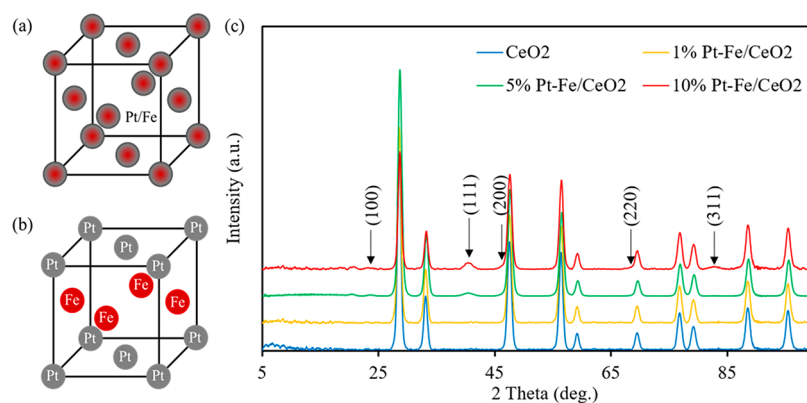 (a)
Pt/Fe
(b)
Pt
Pt
Pt
Pt
Pt
Fe
Fe
Fe
Fe
Pt
Pt
Pt
Pt
Pt
(c)
CeO2
1% Pt-Fe/CeO2
5% Pt-Fe/CeO2
10% Pt-Fe/CeO2
Intensity (a.u.)
(100)
(111)
(200)
(220)
(311)
5
25
45
65
85
2 Theta (deg.)